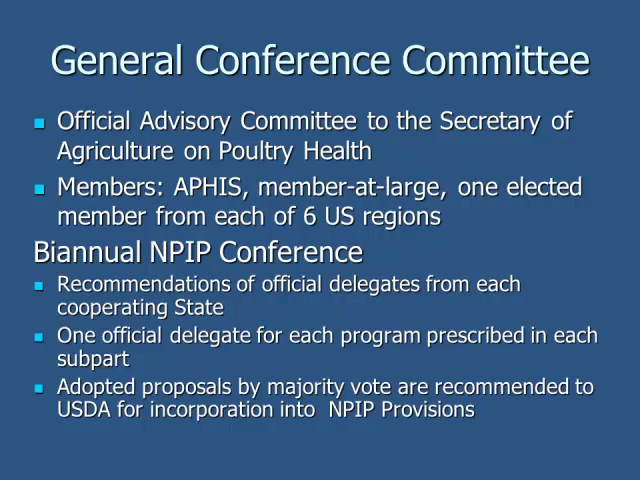 General Conference Committee
Official Advisory Committee to the Secretary of
Agriculture on Poultry Health
Members: APHIS, member-at-large, one elected
member from each of 6 US regions
Biannual NPIP Conference
Recommendations of official delegates from each
cooperating State
One official delegate for each program prescribed in each
subpart
Adopted proposals by majority vote are recommended to
USDA for incorporation into  NPIP Provisions